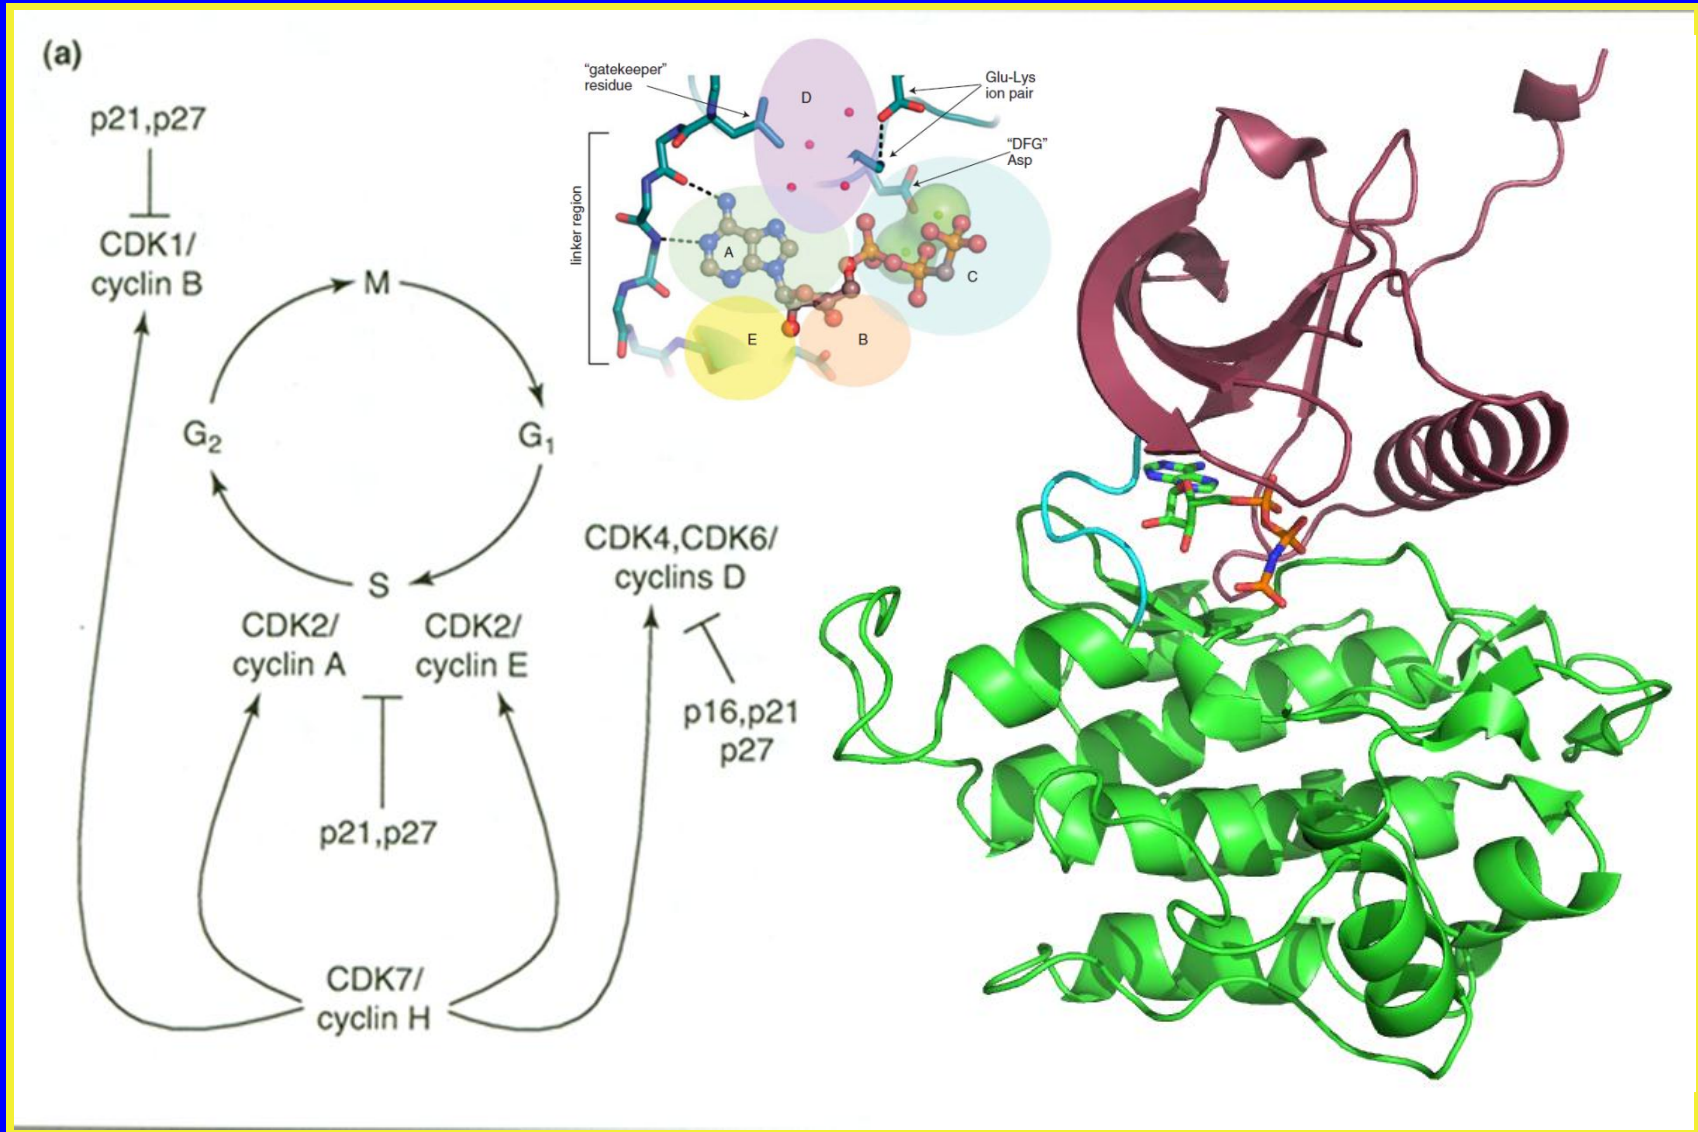 (a)
p21,p27
CDK1/
cyclin B
M
G2
G1
S
CDK2/
cyclin A
CDK2/
cyclin E
p21,p27
CDK7/
cyclin H
CDK4,CDK6/
cyclins D
p16,p21
p27
"gatekeeper"
residue
D
Glu-Lys
ion pair
"DFG"
Asp
linker region
A
C
E
B